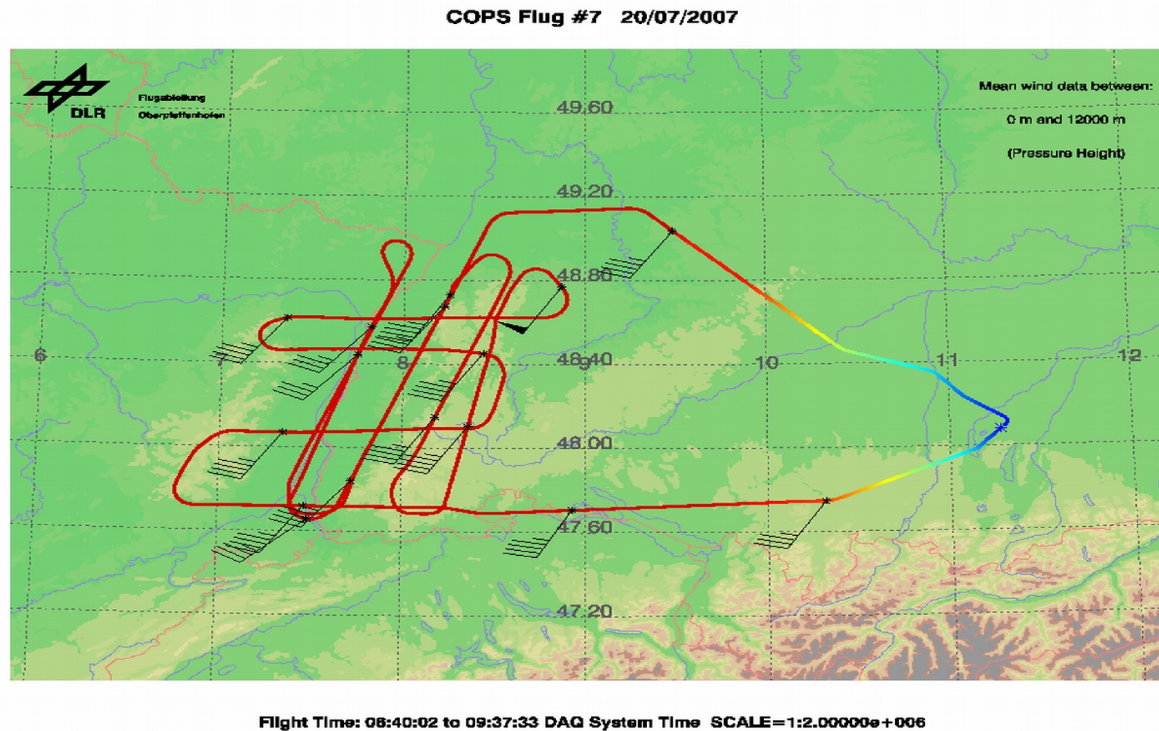 COPS Flug #7 20/07/2007
DLR
Flugabteilung
Oberpfaffenhofen
Mean wind data between:
0 m and 12000 m
(Pressure Height)
49.60
49.20
48.80
48.40
6 7 8 9 10 11 12
48.00
47.60
47.20
Flight Time: 06:40:02 to 09:37:33 DAQ System Time SCALE=1:2.00000e+006